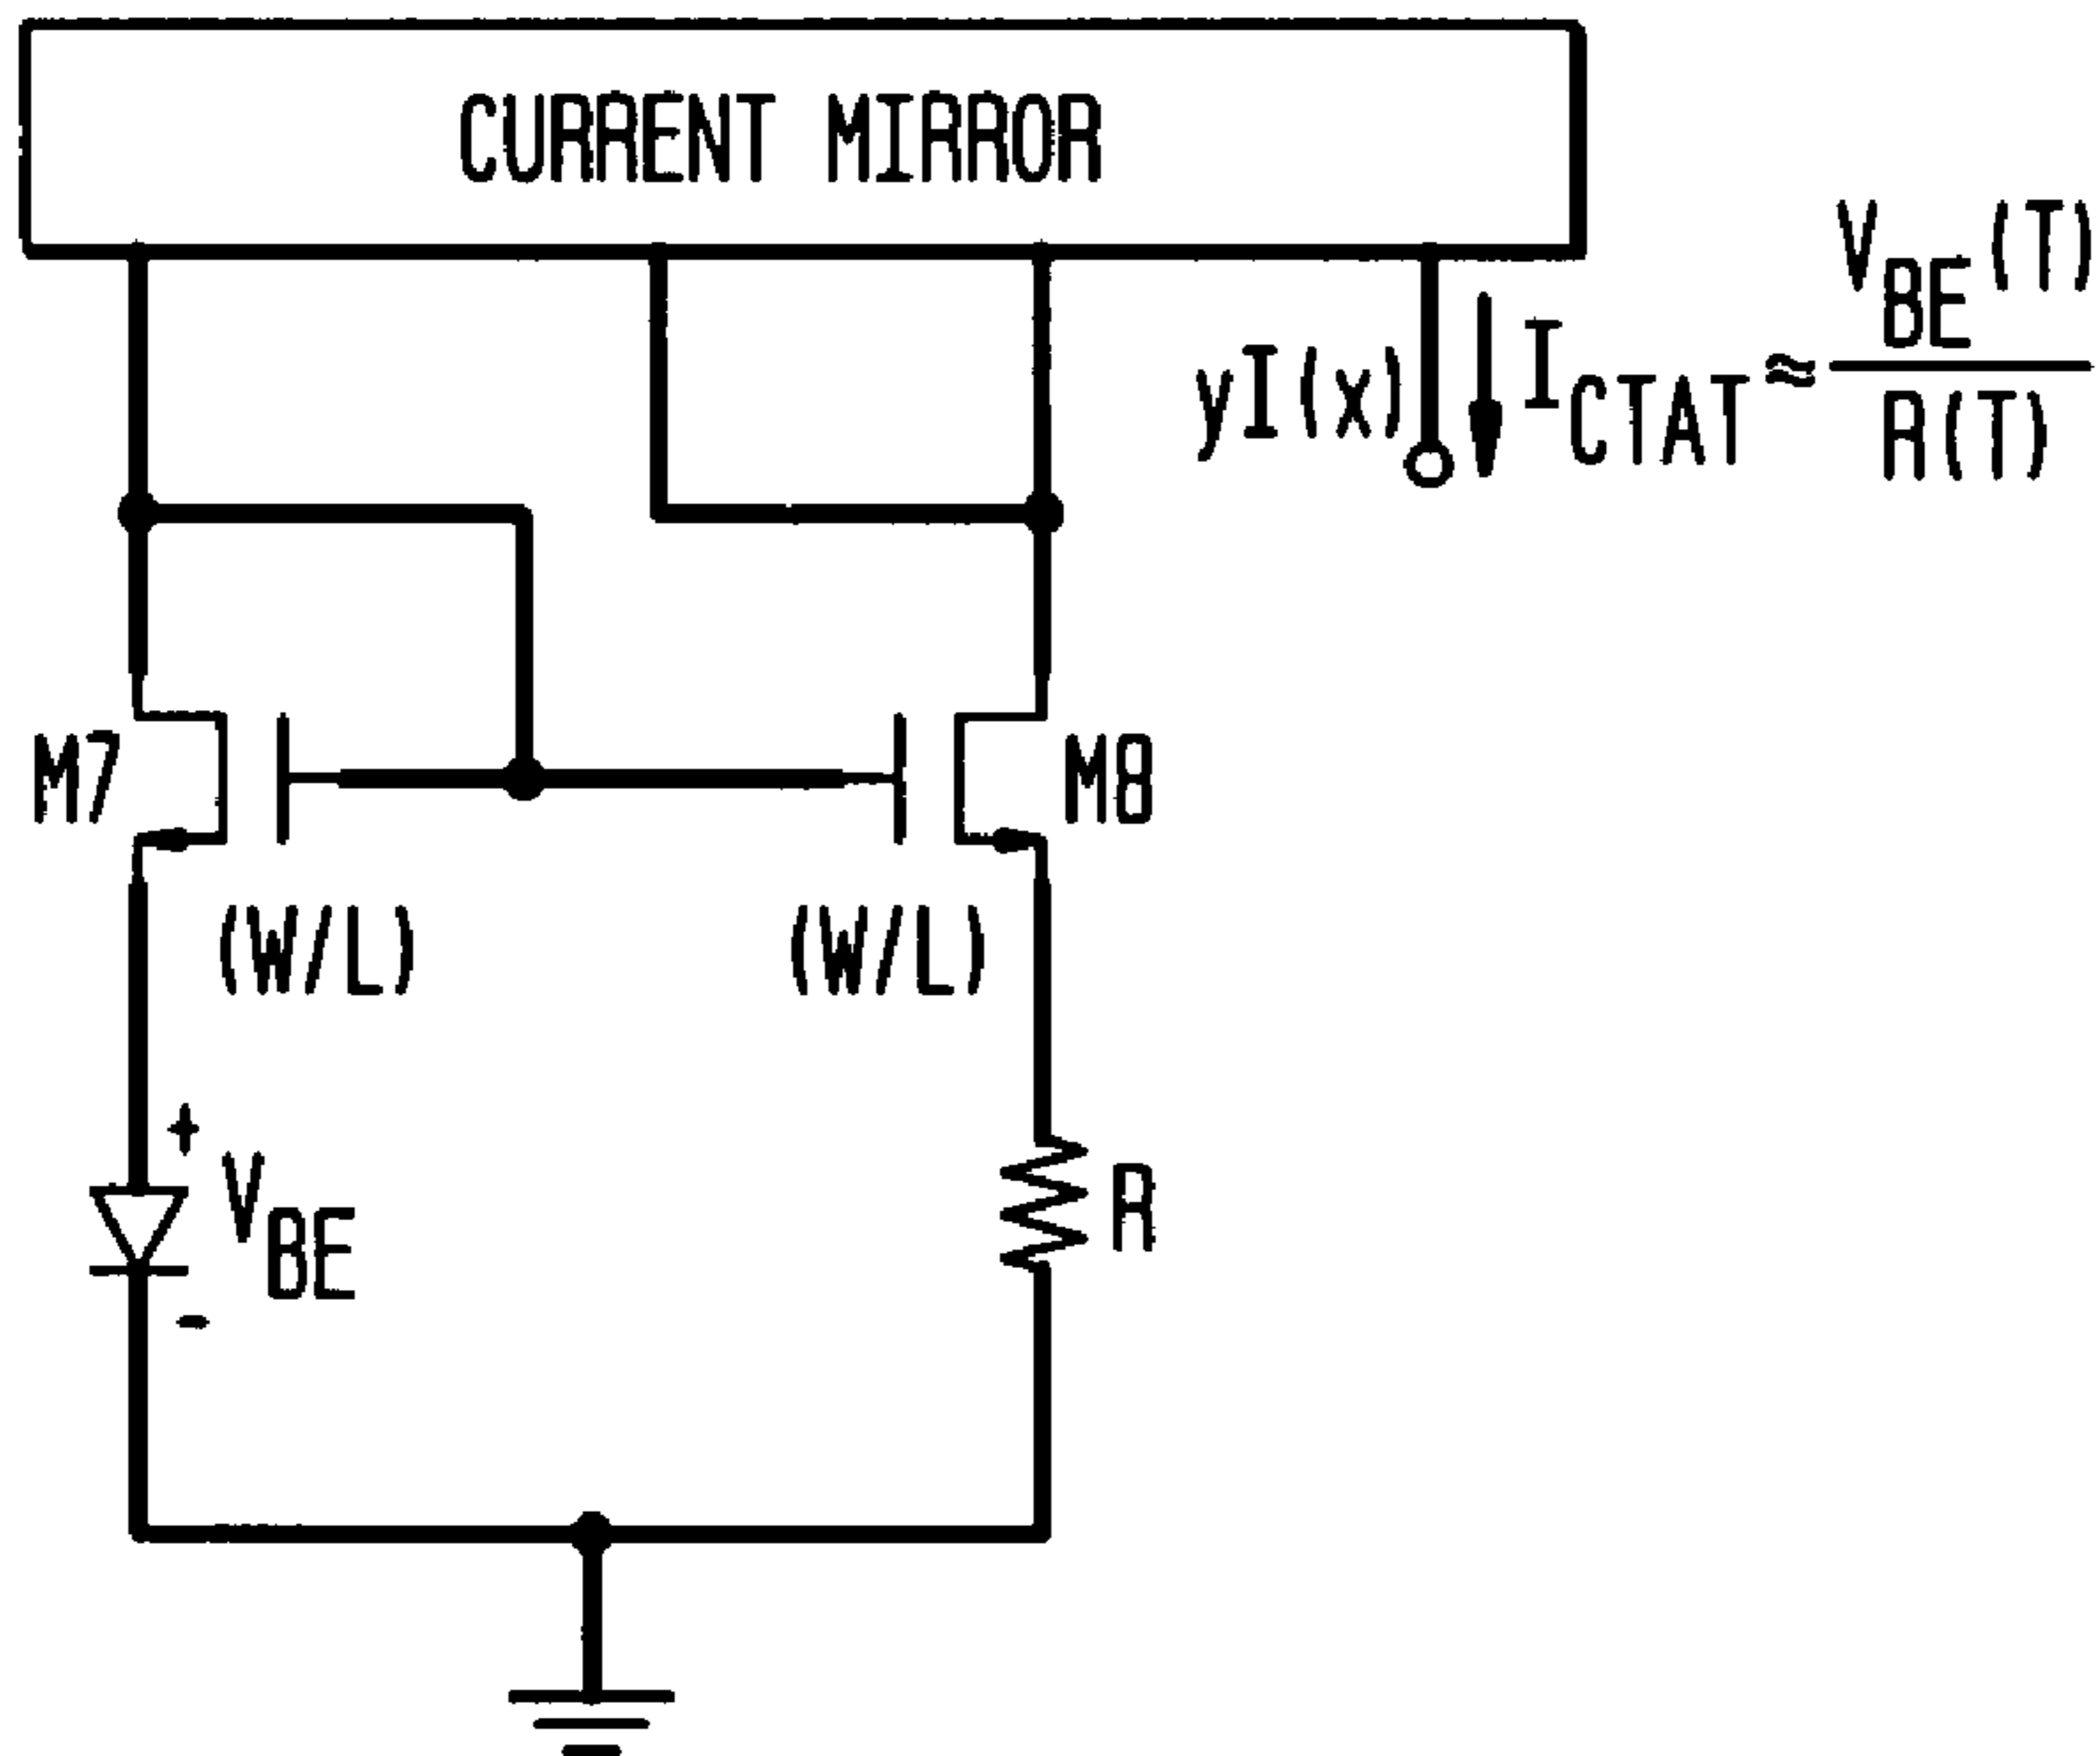 CURRENT MIRROR
yI(x)
I_CTAT ≈ V_BE(T) / R(T)
M7
M8
(W/L)
(W/L)
+
V_BE
-
R